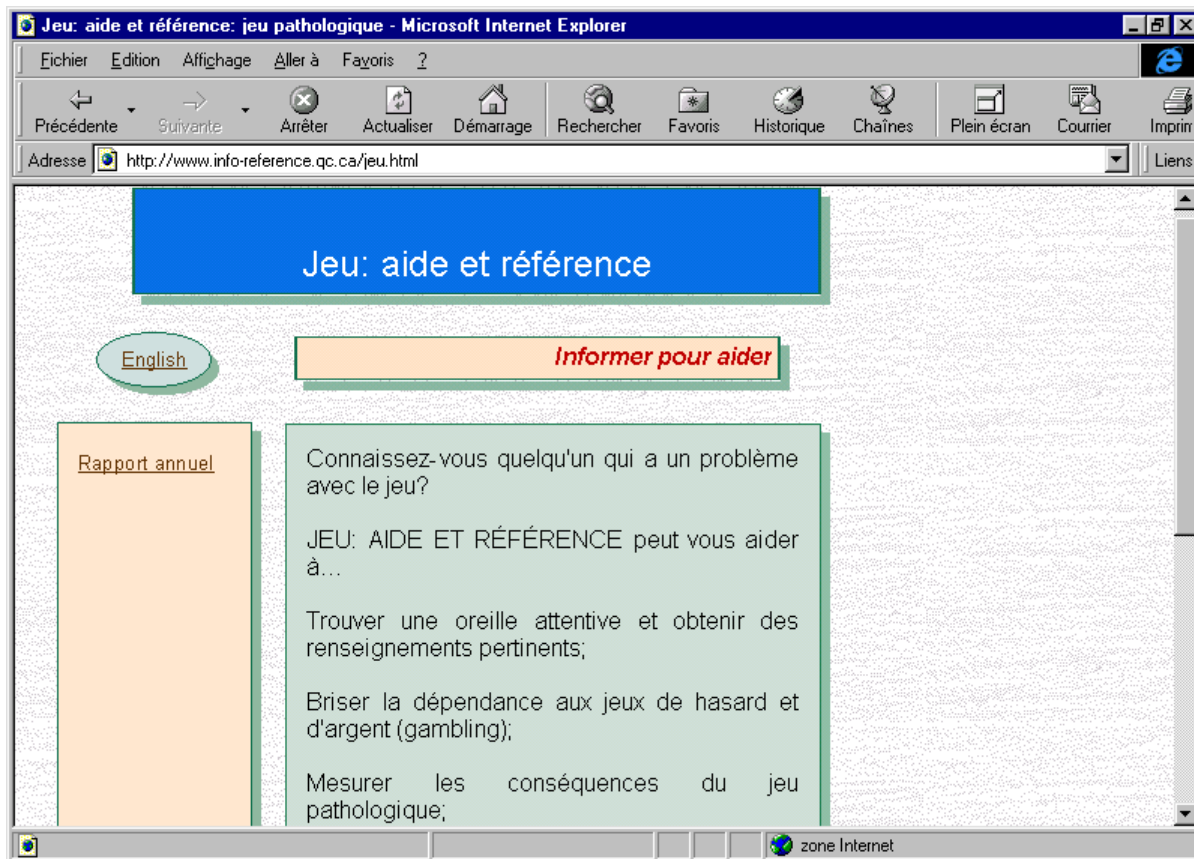 Jeu: aide et référence: jeu pathologique - Microsoft Internet Explorer
Fichier Edition Affichage Aller à Favoris ?
Précédente Suivante Arrêter Actualiser Démarrage Rechercher Favoris Historique Chaînes Plein écran Courrier Imprim
Adresse http://www.info-reference.qc.ca/jeu.html Liens
Jeu: aide et référence
English
Informer pour aider
Rapport annuel
Connaissez-vous quelqu'un qui a un problème
avec le jeu?
JEU: AIDE ET RÉFÉRENCE peut vous aider
à...
Trouver une oreille attentive et obtenir des
renseignements pertinents;
Briser la dépendance aux jeux de hasard et
d'argent (gambling);
Mesurer les conséquences du jeu
pathologique;
zone Internet